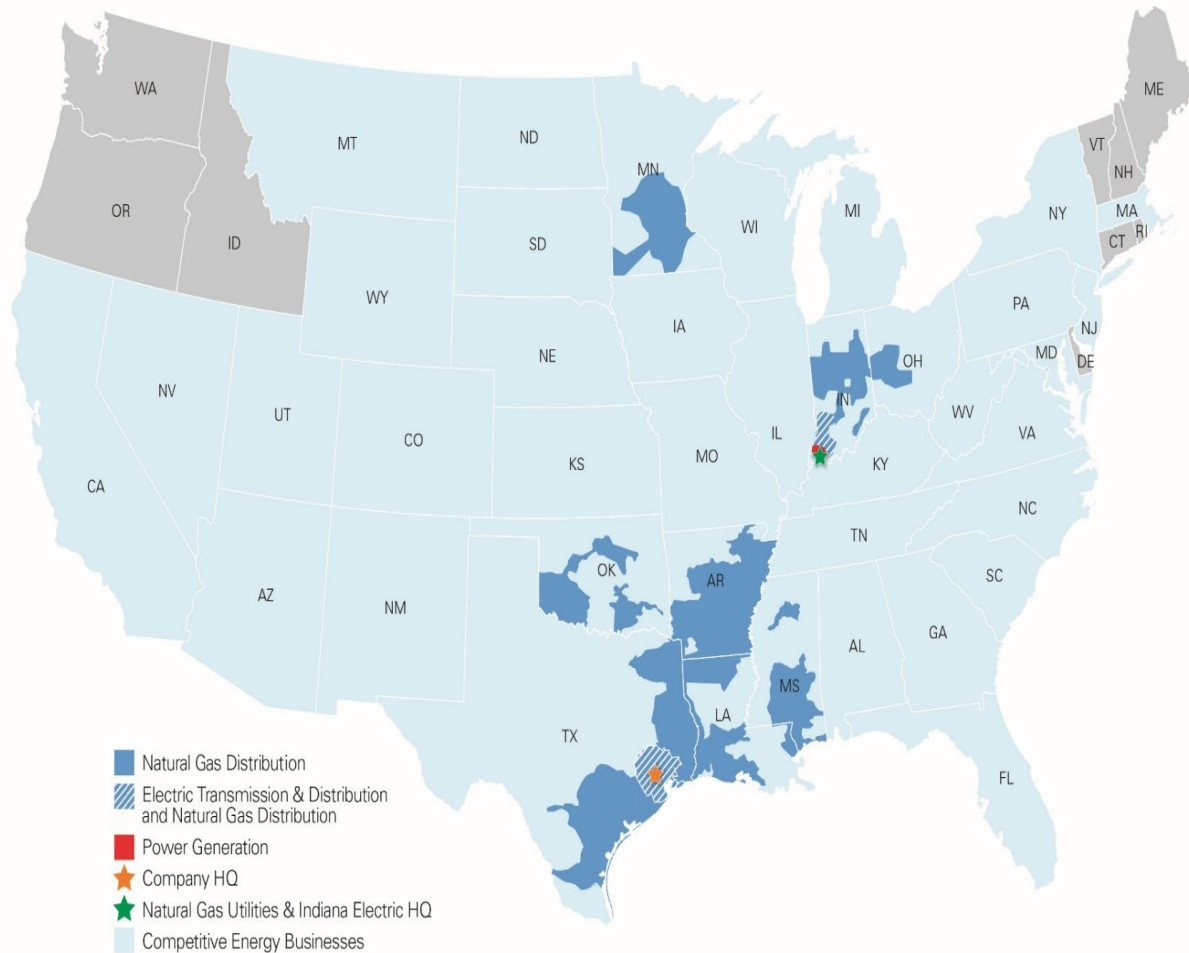 WA
ME
MT
ND
VT
MN
NH
OR
NY
MA
ID
WI
MI
SD
CT
RI
WY
PA
IA
NJ
NE
OH
MD
DE
NV
IN
UT
WV
IL
CO
VA
KS
MO
KY
CA
NC
TN
OK
AR
SC
AZ
NM
GA
AL
MS
LA
TX
FL
Natural Gas Distribution
Electric Transmission & Distribution
and Natural Gas Distribution
Power Generation
Company HQ
Natural Gas Utilities & Indiana Electric HQ
Competitive Energy Businesses